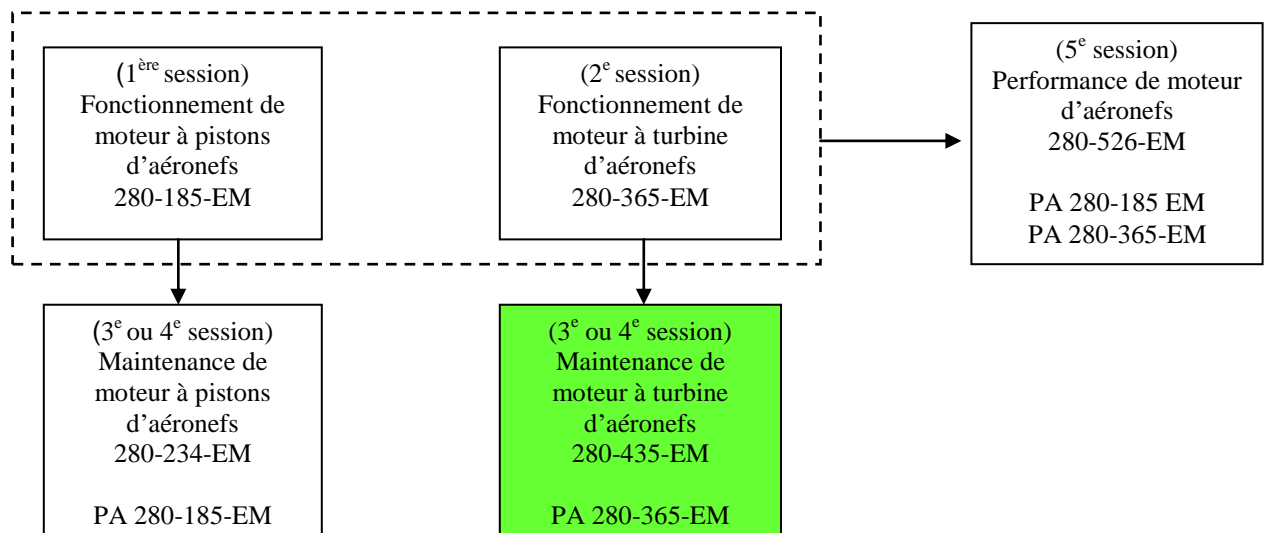 (1ère session)
Fonctionnement de
moteur à pistons
d’aéronefs
280-185-EM
(2e session)
Fonctionnement de
moteur à turbine
d’aéronefs
280-365-EM
(5e session)
Performance de moteur
d’aéronefs
280-526-EM
PA 280-185 EM
PA 280-365-EM
(3e ou 4e session)
Maintenance de
moteur à pistons
d’aéronefs
280-234-EM
PA 280-185-EM
(3e ou 4e session)
Maintenance de
moteur à turbine
d’aéronefs
280-435-EM
PA 280-365-EM